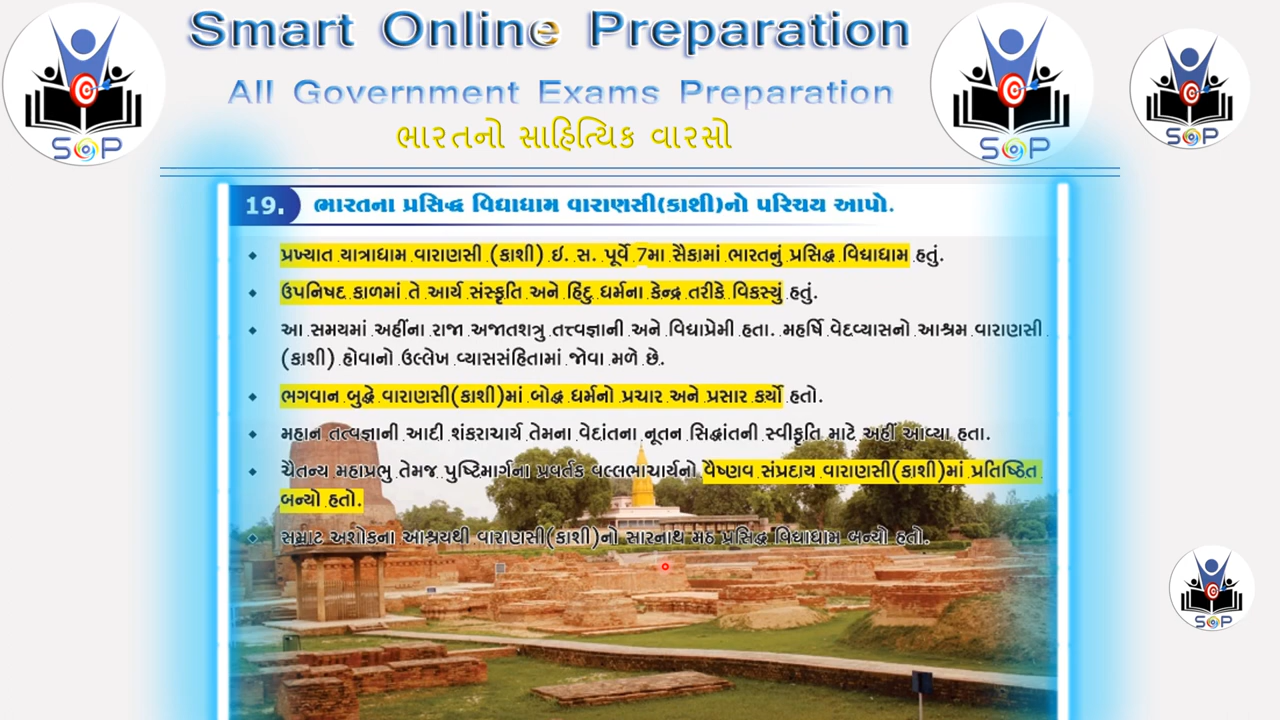 Smart Online Preparation
All Government Exams Preparation
ભારતનો સાહિત્યિક વારસો
SOP
SOP
SOP
19. ભારતના પ્રસિદ્ધ વિદ્યાધામ વારાણસી(કાશી)નો પરિચય આપો.
પ્રખ્યાત યાત્રાધામ વારાણસી (કાશી) ઇ. સ. પૂર્વે 7મા સૈકામાં ભારતનું પ્રસિદ્ધ વિદ્યાધામ હતું.
ઉપનિષદ કાળમાં તે આર્ય સંસ્કૃતિ અને હિંદુ ધર્મના કેન્દ્ર તરીકે વિકસ્યું હતું.
આ સમયમાં અહીંના રાજા અજાતશત્રુ તત્ત્વજ્ઞાની અને વિદ્યાપ્રેમી હતા. મહર્ષિ વેદવ્યાસનો આશ્રમ વારાણસી
(કાશી) હોવાનો ઉલ્લેખ વ્યાસસંહિતામાં જોવા મળે છે.
ભગવાન બુદ્ધે વારાણસી(કાશી)માં બોદ્ધ ધર્મનો પ્રચાર અને પ્રસાર કર્યો હતો.
મહાન તત્વજ્ઞાની આદી શંકરાચાર્ય તેમના વેદાંતના નૂતન સિદ્ધાંતની સ્વીકૃતિ માટે અહીં આવ્યા હતા.
ચૈતન્ય મહાપ્રભુ તેમજ પુષ્ટિમાર્ગના પ્રવર્તક વલ્લભાચાર્યનો વૈષ્ણવ સંપ્રદાય વારાણસી(કાશી)માં પ્રતિષ્ઠિત
બન્યો હતો.
સમ્રાટ અશોકના આશ્રયથી વારાણસી(કાશી)નો સારનાથ મઠ પ્રસિદ્ધ વિદ્યાધામ બન્યો હતો.
SOP